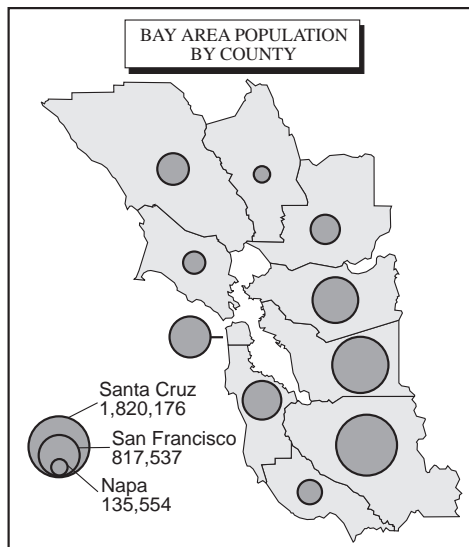 BAY AREA POPULATION
BY COUNTY
Santa Cruz
1,820,176
San Francisco
817,537
Napa
135,554